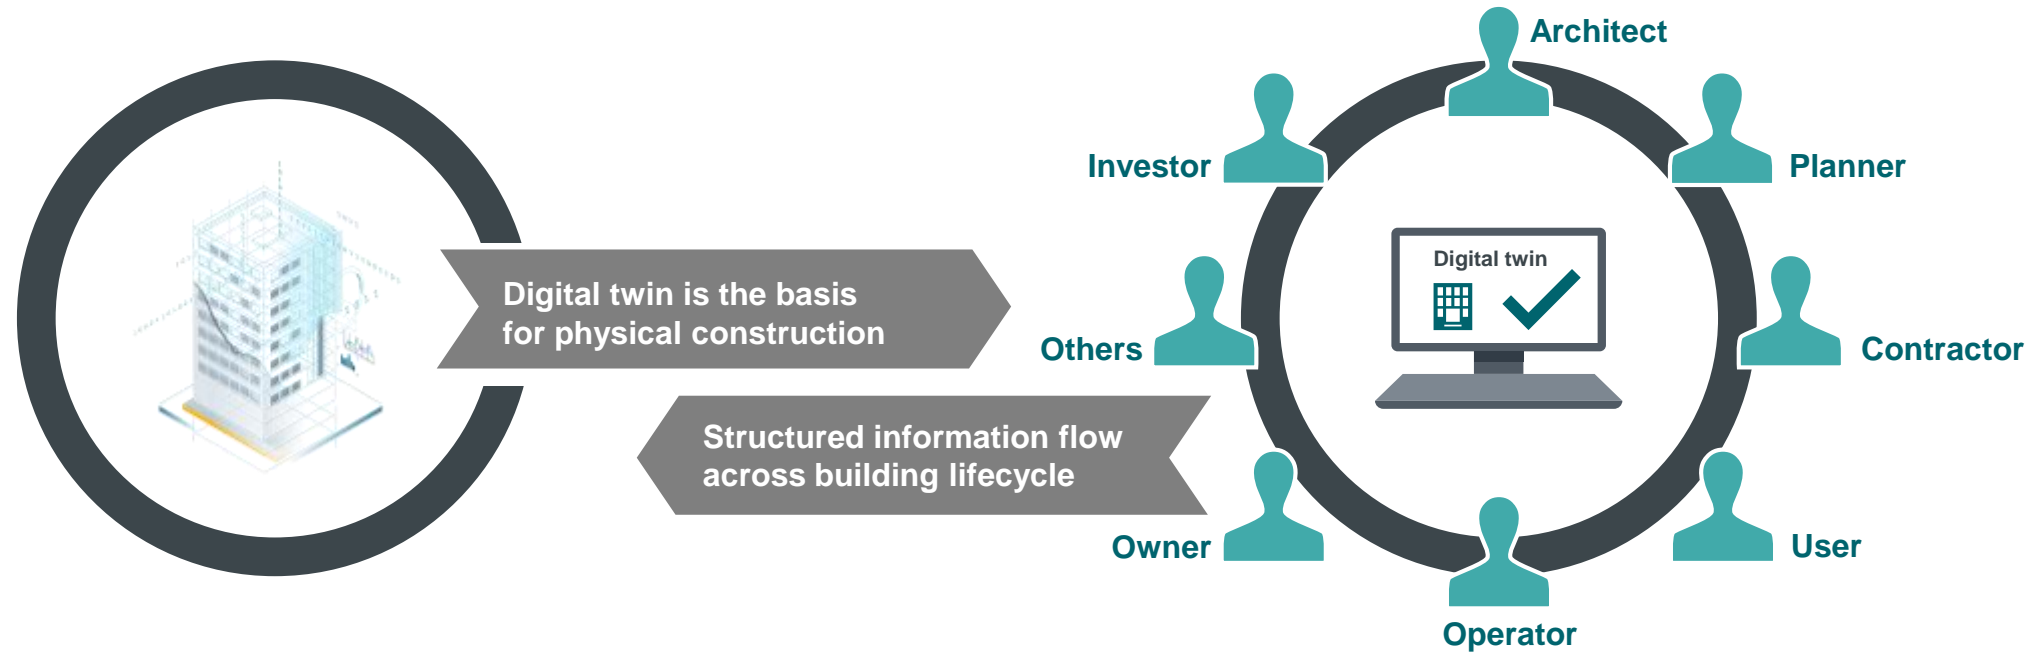 Architect
Investor
Planner
Digital twin
Digital twin is the basis
for physical construction
Others
Contractor
Structured information flow
across building lifecycle
Owner
User
Operator